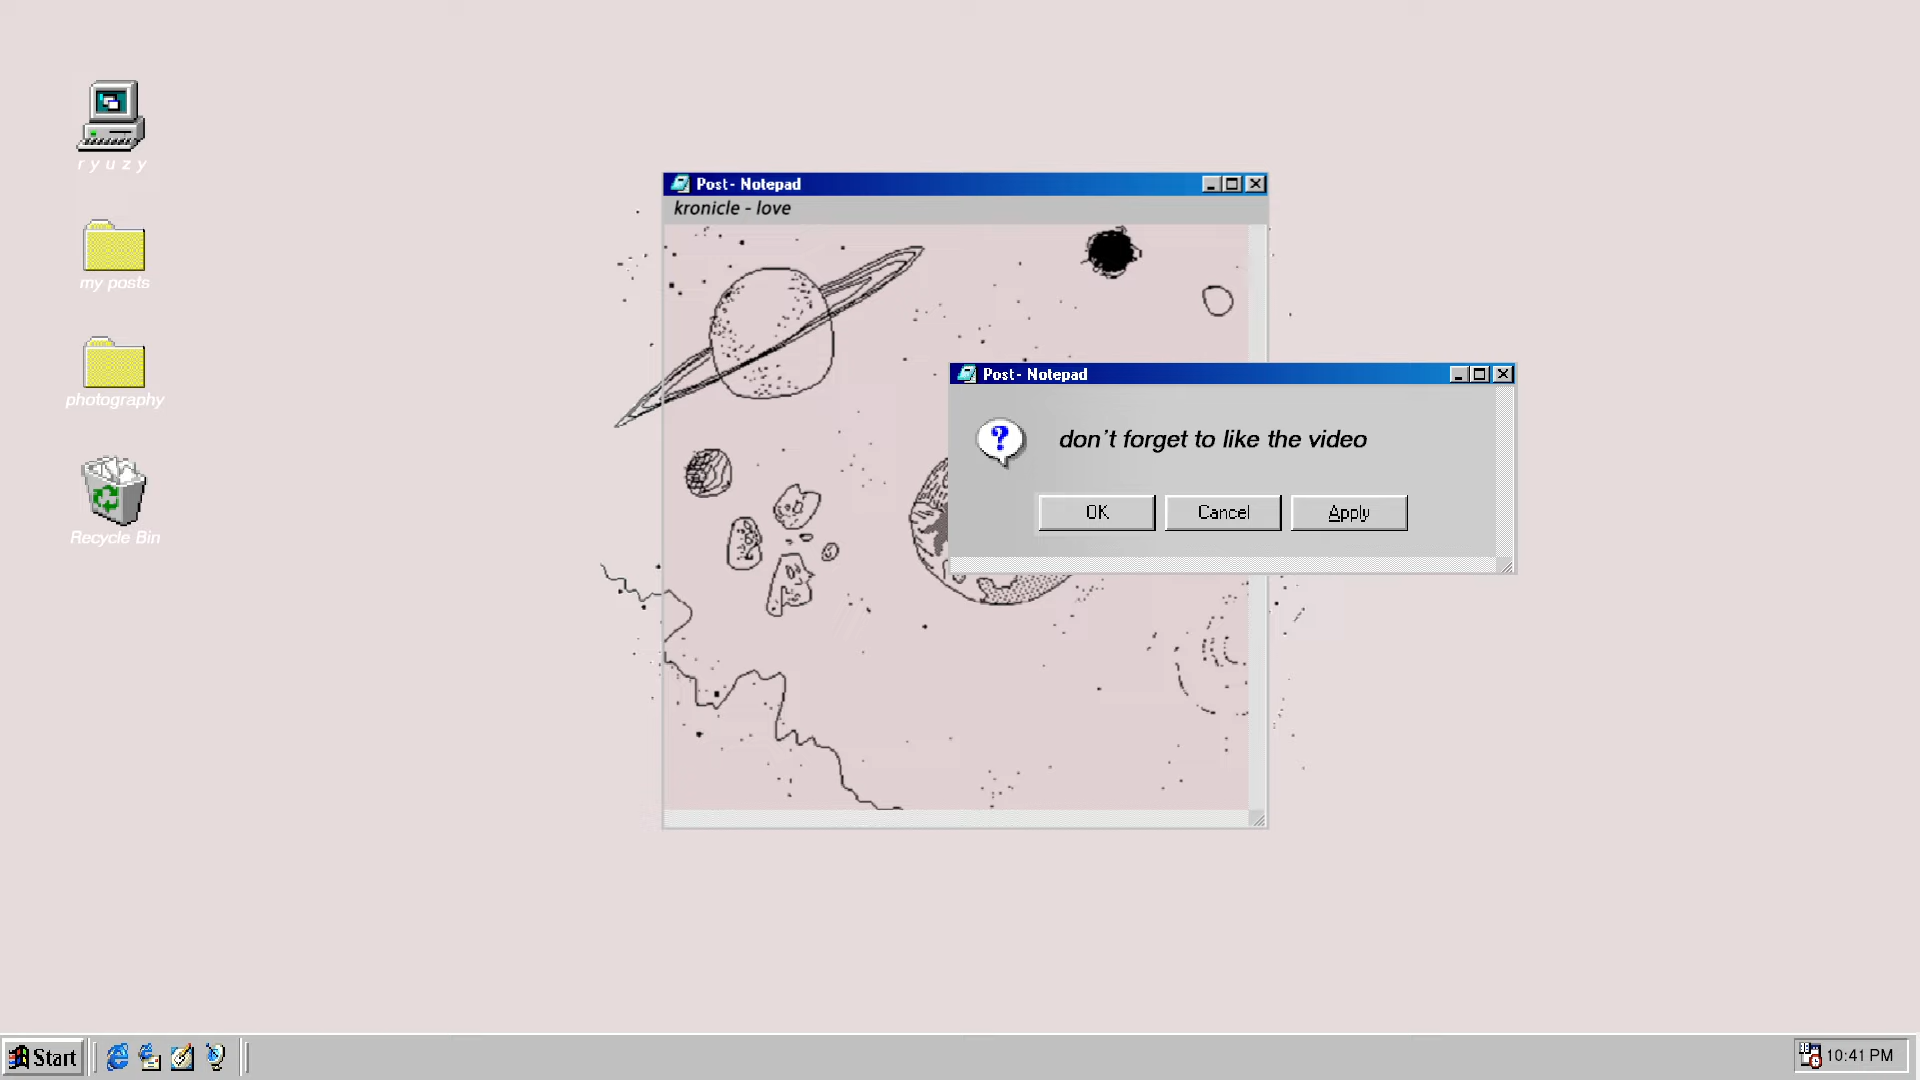 r y u z y
my posts
photography
Recycle Bin
Post - Notepad
kronicle - love
Post - Notepad
?
don't forget to like the video
OK
Cancel
Apply
Start
10:41 PM